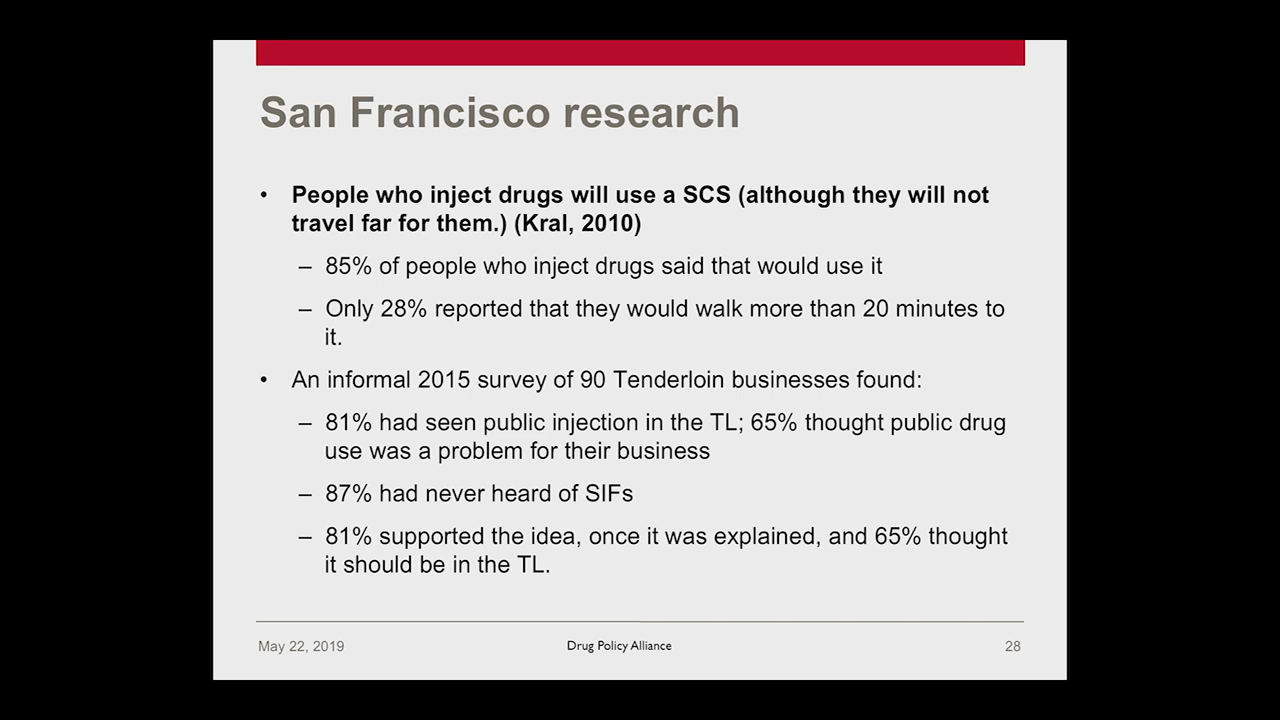 San Francisco research
• People who inject drugs will use a SCS (although they will not
travel far for them.) (Kral, 2010)
– 85% of people who inject drugs said that would use it
– Only 28% reported that they would walk more than 20 minutes to
it.
• An informal 2015 survey of 90 Tenderloin businesses found:
– 81% had seen public injection in the TL; 65% thought public drug
use was a problem for their business
– 87% had never heard of SIFs
– 81% supported the idea, once it was explained, and 65% thought
it should be in the TL.
May 22, 2019 Drug Policy Alliance 28